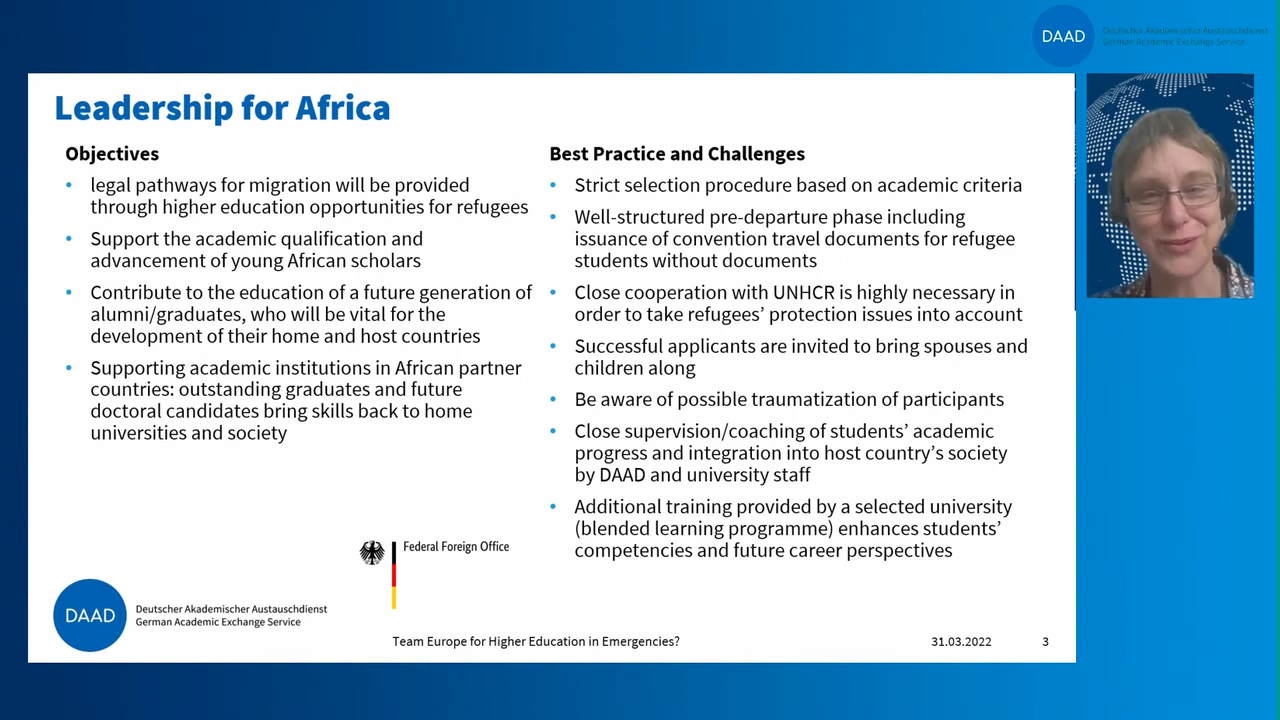 DAAD
Deutscher Akademischer Austauschdienst
German Academic Exchange Service
Leadership for Africa
Objectives
• legal pathways for migration will be provided
through higher education opportunities for refugees
• Support the academic qualification and
advancement of young African scholars
• Contribute to the education of a future generation of
alumni/graduates, who will be vital for the
development of their home and host countries
• Supporting academic institutions in African partner
countries: outstanding graduates and future
doctoral candidates bring skills back to home
universities and society
Best Practice and Challenges
• Strict selection procedure based on academic criteria
• Well-structured pre-departure phase including
issuance of convention travel documents for refugee
students without documents
• Close cooperation with UNHCR is highly necessary in
order to take refugees’ protection issues into account
• Successful applicants are invited to bring spouses and
children along
• Be aware of possible traumatization of participants
• Close supervision/coaching of students’ academic
progress and integration into host country’s society
by DAAD and university staff
• Additional training provided by a selected university
(blended learning programme) enhances students’
competencies and future career perspectives
Federal Foreign Office
DAAD
Deutscher Akademischer Austauschdienst
German Academic Exchange Service
Team Europe for Higher Education in Emergencies?
31.03.2022
3